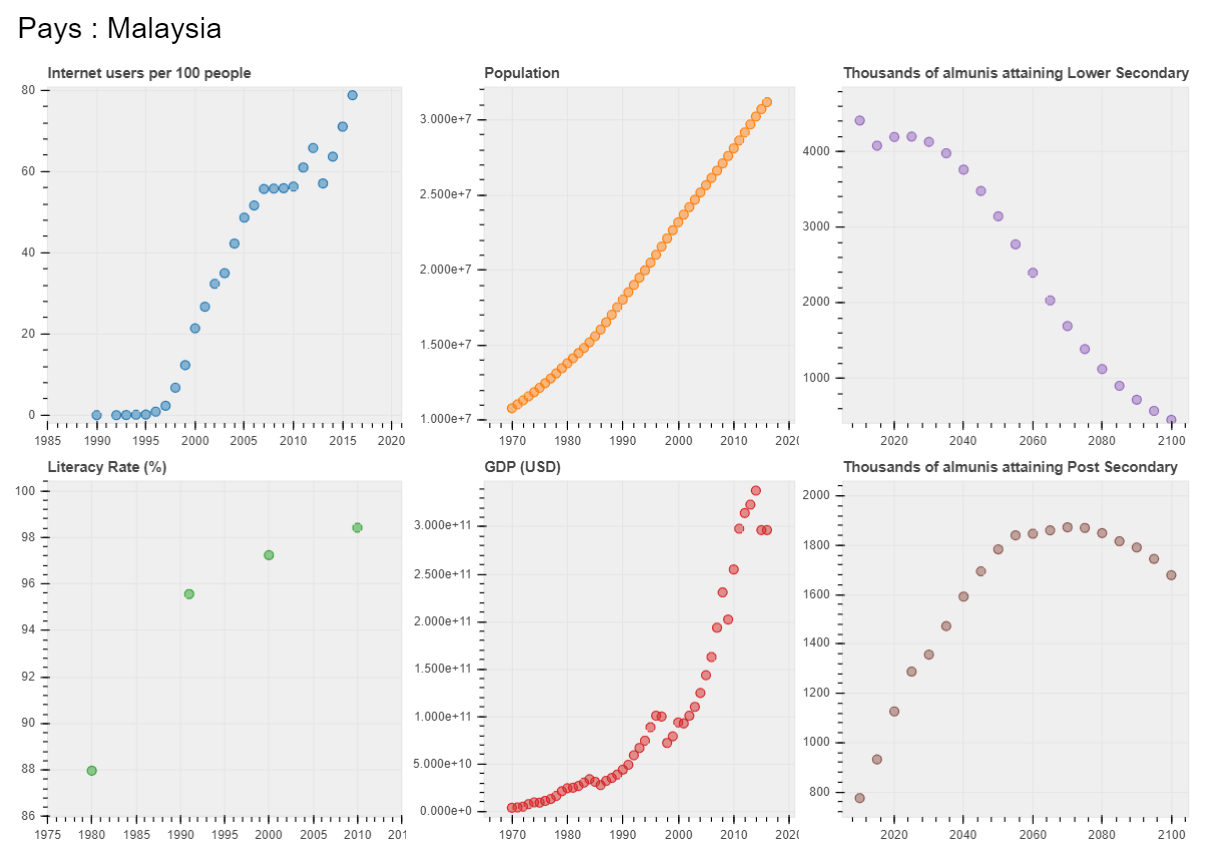 Pays : Malaysia
Internet users per 100 people
80
60
40
20
0
1985 1990 1995 2000 2005 2010 2015 2020
Population
3.000e+7
2.500e+7
2.000e+7
1.500e+7
1.000e+7
1970 1980 1990 2000 2010 202(
Thousands of almunis attaining Lower Secondary
4000
3000
2000
1000
2020 2040 2060 2080 2100
Literacy Rate (%)
100
98
96
94
92
90
88
86
1975 1980 1985 1990 1995 2000 2005 2010 201
GDP (USD)
3.000e+11
2.500e+11
2.000e+11
1.500e+11
1.000e+11
5.000e+10
0.000e+0
1970 1980 1990 2000 2010 202(
Thousands of almunis attaining Post Secondary
2000
1800
1600
1400
1200
1000
800
2020 2040 2060 2080 2100